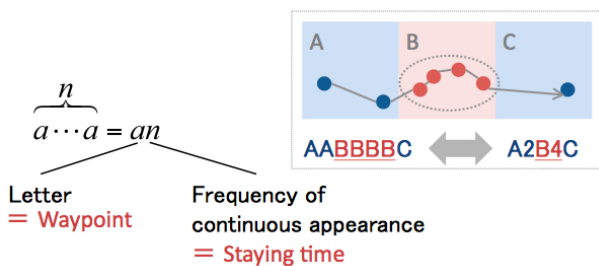 A B C
AABBBBC A2B4C
n
a⋯a = an
Letter
= Waypoint
Frequency of
continuous appearance
= Staying time